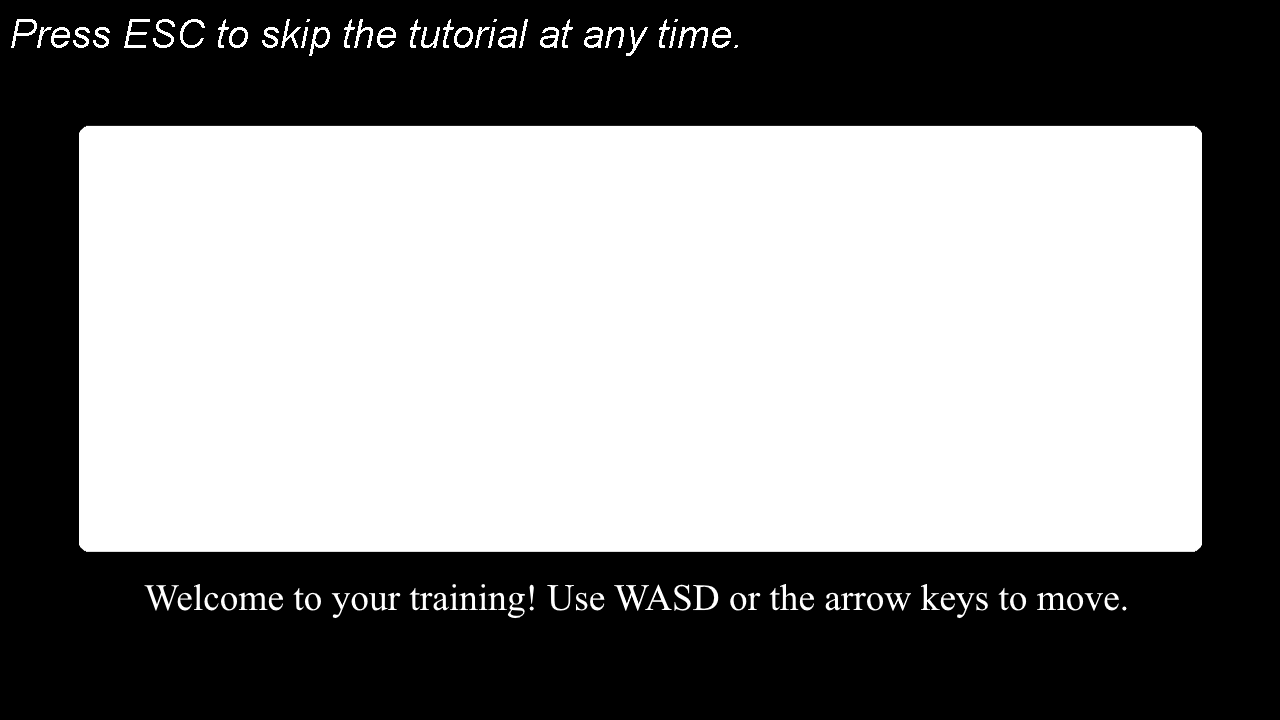 Press ESC to skip the tutorial at any time.
Welcome to your training! Use WASD or the arrow keys to move.